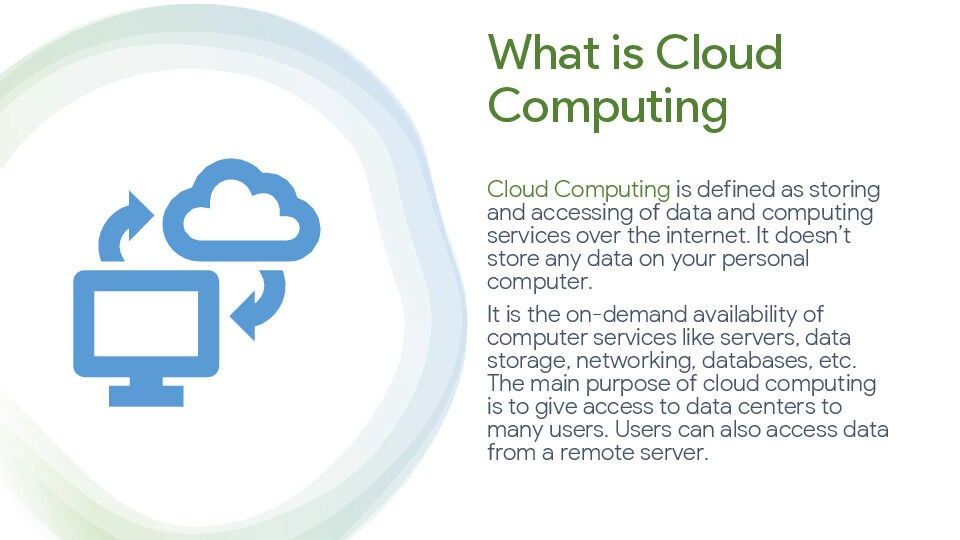 What is Cloud
Computing
Cloud Computing is defined as storing
and accessing of data and computing
services over the internet. It doesn’t
store any data on your personal
computer.
It is the on-demand availability of
computer services like servers, data
storage, networking, databases, etc.
The main purpose of cloud computing
is to give access to data centers to
many users. Users can also access data
from a remote server.